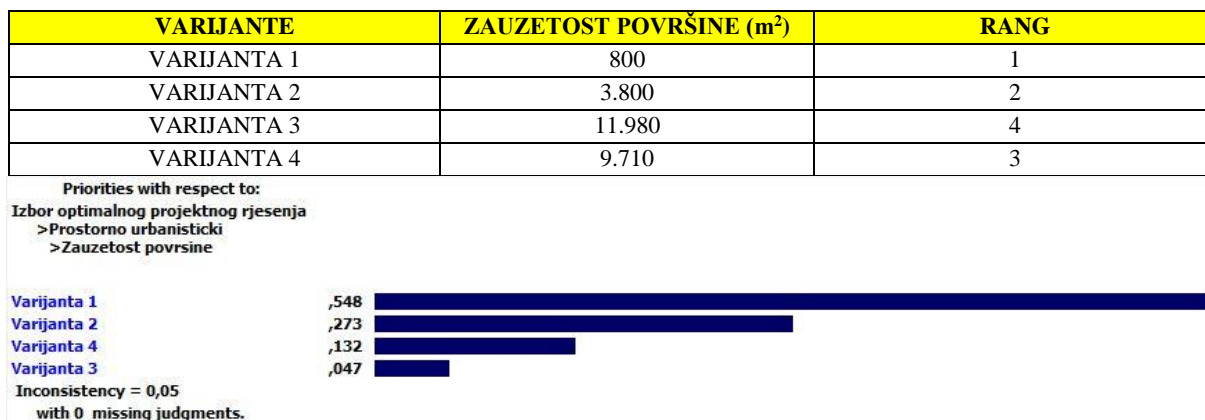 VARIJANTE ZAUZETOST POVRŠINE (m²) RANG
VARIJANTA 1 800 1
VARIJANTA 2 3.800 2
VARIJANTA 3 11.980 4
VARIJANTA 4 9.710 3
Priorities with respect to:
Izbor optimalnog projektnog rjesenja
>Prostorno urbanisticki
>Zauzetost povrsine
Varijanta 1 ,548
Varijanta 2 ,273
Varijanta 4 ,132
Varijanta 3 ,047
Inconsistency = 0,05
with 0 missing judgments.